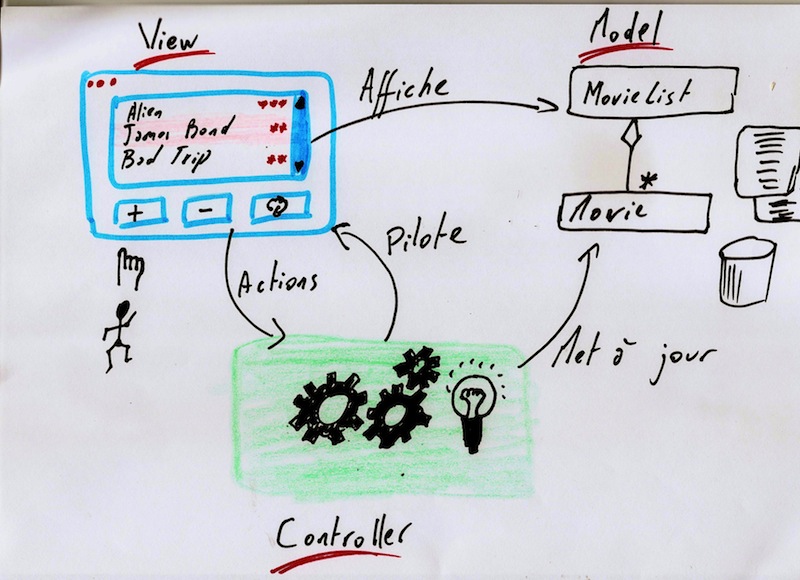 View
Model
Affiche
Alien
James Bond
Bad Trip
+
-
MovieList
*
Movie
Pilote
Actions
Met à jour
Controller